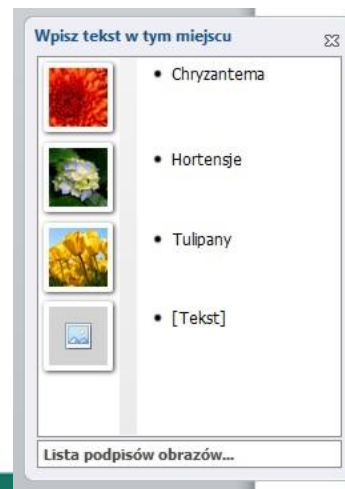 Wpisz tekst w tym miejscu
• Chryzantema
• Hortensje
• Tulipany
• [Tekst]
Lista podpisów obrazów...